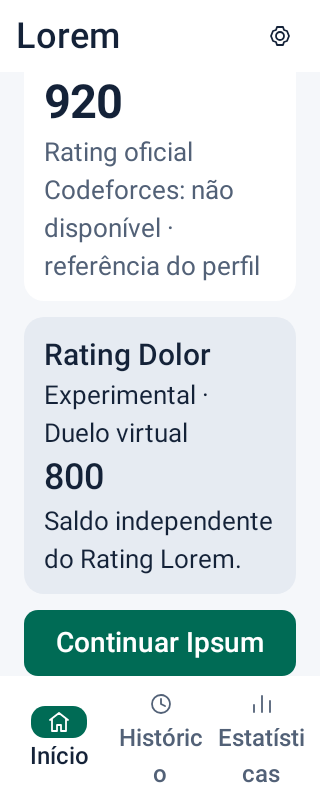 Lorem
920
Rating oficial
Codeforces: não
disponível ·
referência do perfil
Rating Dolor
Experimental ·
Duelo virtual
800
Saldo independente
do Rating Lorem.
Continuar Ipsum
Início
Históric
o
Estatísti
cas